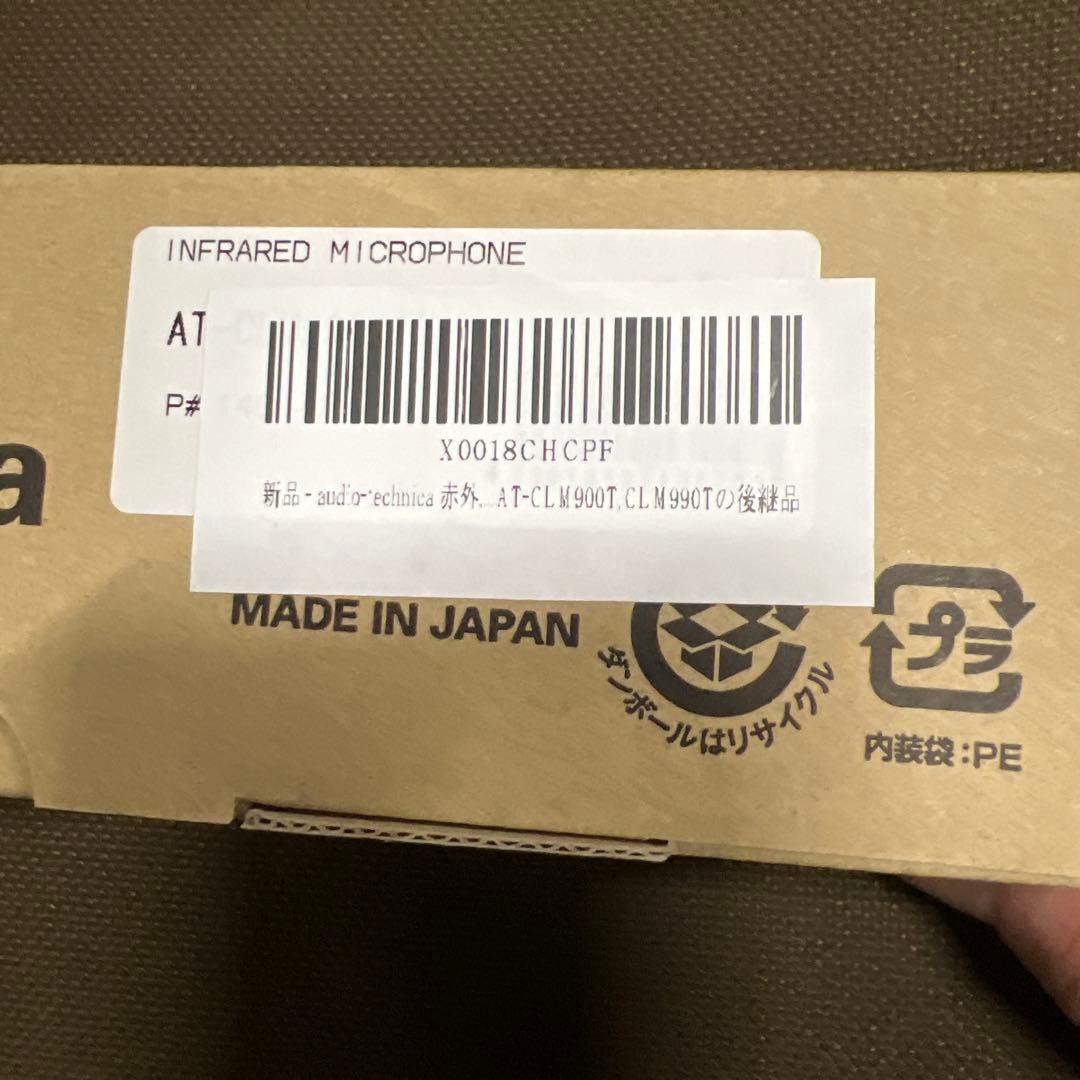 INFRARED MICROPHONE
AT
P#
X0018CHCPF
新品 - audio-technica 赤外... AT-CLM900T,CLM990Tの後継品
a
MADE IN JAPAN
ダンボールはリサイクル
プラ
内装袋:PE